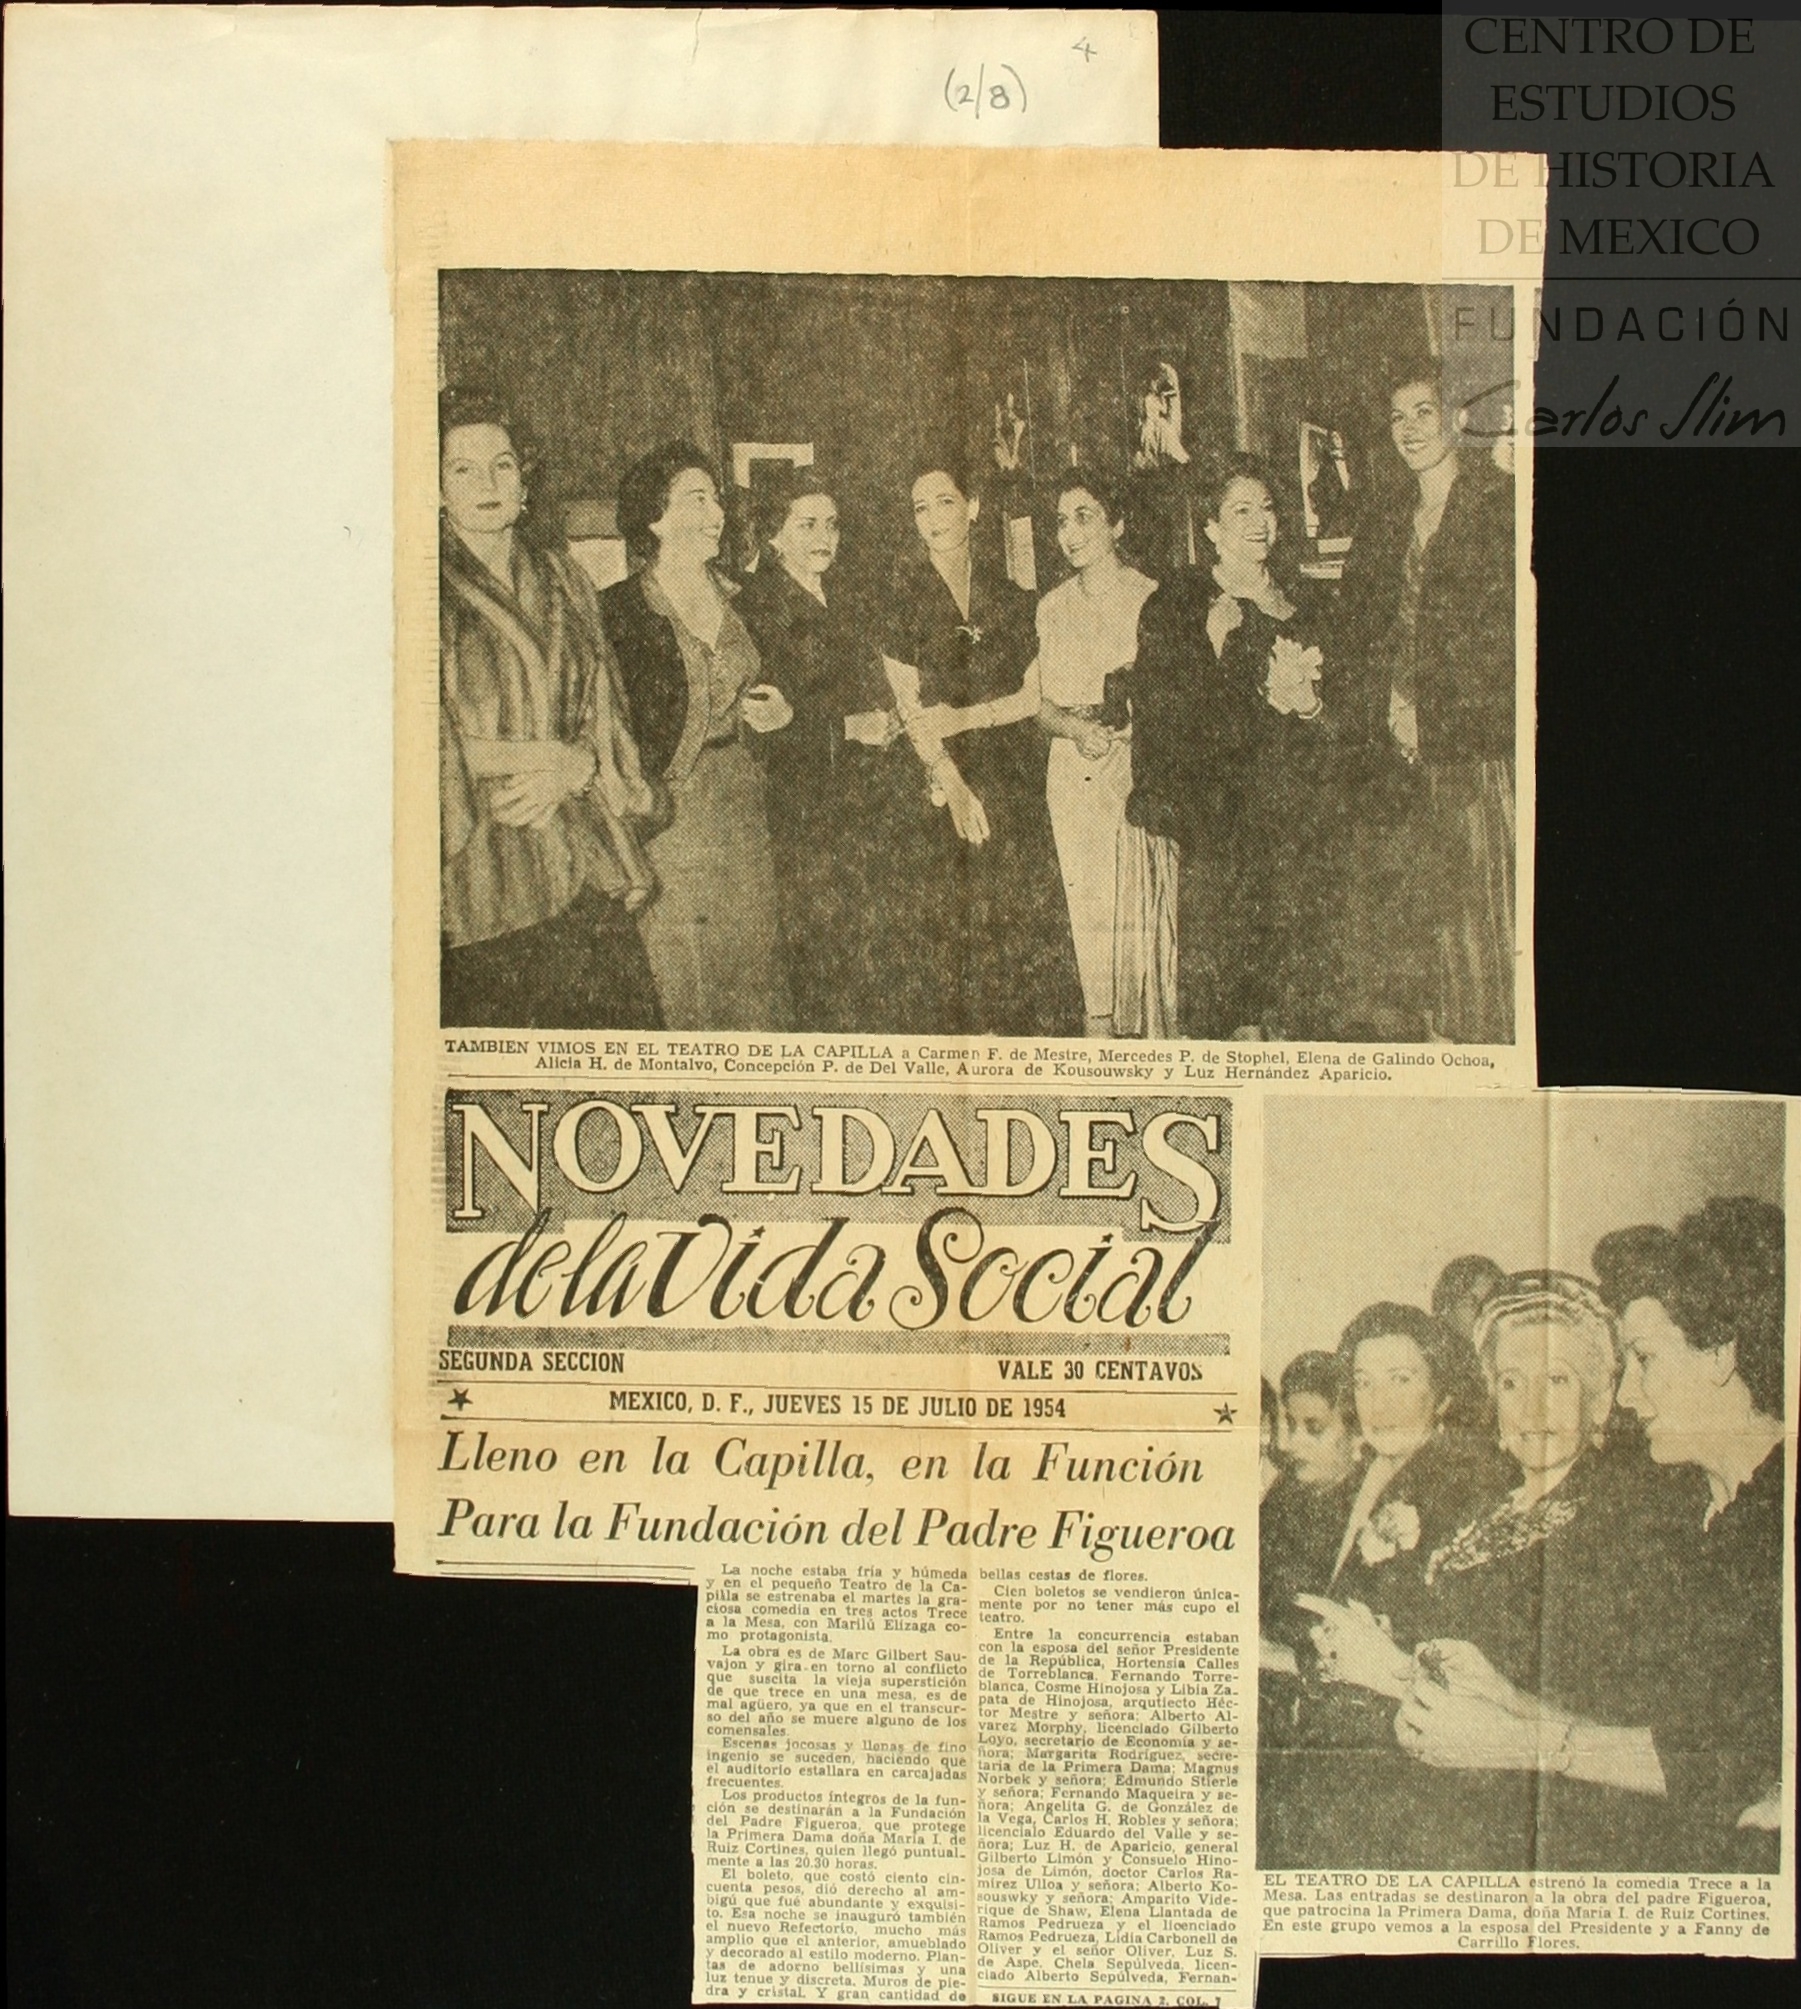 4
(2/8)
CENTRO DE
ESTUDIOS
DE HISTORIA
DE MEXICO
FUNDACIÓN
Carlos Slim
TAMBIEN VIMOS EN EL TEATRO DE LA CAPILLA a Carmen F. de Mestre, Mercedes P. de Stophel, Elena de Galindo Ochoa,
Alicia H. de Montalvo, Concepción P. de Del Valle, Aurora de Kousouwsky y Luz Hernández Aparicio.
NOVEDADES
de la Vida Social
SEGUNDA SECCION
VALE 30 CENTAVOS
MEXICO, D. F., JUEVES 15 DE JULIO DE 1954
Lleno en la Capilla, en la Función
Para la Fundación del Padre Figueroa
La noche estaba fría y húmeda
y en el pequeño Teatro de la Ca-
pilla se estrenaba el martes la gra-
ciosa comedia en tres actos Trece
a la Mesa, con Marilú Elízaga co-
mo protagonista.
La obra es de Marc Gilbert Sau-
vajon y gira en torno al conflicto
que suscita la vieja superstición
de que trece en una mesa, es de
mal agüero, ya que en el transcur-
so del año se muere alguno de los
comensales.
Escenas jocosas y llenas de fino
ingenio se suceden, haciendo que
el auditorio estallara en carcajadas
frecuentes.
Los productos íntegros de la fun-
ción se destinarán a la Fundación
del Padre Figueroa, que protege
la Primera Dama doña María I. de
Ruiz Cortines, quien llegó puntual-
mente a las 20.30 horas.
El boleto, que costó ciento cin-
cuenta pesos, dió derecho al am-
bigú que fué abundante y exquisi-
to. Esa noche se inauguró también
el nuevo Refectorio, mucho más
amplio que el anterior, amueblado
y decorado al estilo moderno. Plan-
tas de adorno bellísimas y una
luz tenue y discreta. Muros de pie-
dra y cristal. Y gran cantidad de
bellas cestas de flores.
Cien boletos se vendieron única-
mente por no tener más cupo el
teatro.
Entre la concurrencia estaban
con la esposa del señor Presidente
de la República, Hortensia Calles
de Torreblanca, Fernando Torre-
blanca, Cosme Hinojosa y Libia Za-
pata de Hinojosa, arqutiecto Héc-
tor Mestre y señora; Alberto Al-
varez Morphy, licenciado Gilberto
Loyo, secretario de Economía y se-
ñora; Margarita Rodríguez, secre-
taria de la Primera Dama; Magnus
Norbek y señora; Edmundo Stierle
y señora; Fernando Maqueira y se-
ñora; Angelita G. de González de
la Vega, Carlos H. Robles y señora;
licencialo Eduardo del Valle y se-
ñora; Luz H. de Aparicio, general
Gilberto Limón y Consuelo Hino-
josa de Limón, doctor Carlos Ra-
mírez Ulloa y señora; Alberto Ko-
souswky y señora; Amparito Vide-
rique de Shaw, Elena Llantada de
Ramos Pedrueza y el licenciado
Ramos Pedrueza, Lidia Carbonell de
Oliver y el señor Oliver, Luz S.
de Aspe, Chela Sepúlveda, licen-
ciado Alberto Sepúlveda, Fernan-
SIGUE EN LA PAGINA 2, COL. 7
EL TEATRO DE LA CAPILLA estrenó la comedia Trece a la
Mesa. Las entradas se destinaron a la obra del padre Figueroa,
que patrocina la Primera Dama, doña María I. de Ruiz Cortines.
En este grupo vemos a la esposa del Presidente y a Fanny de
Carrillo Flores.